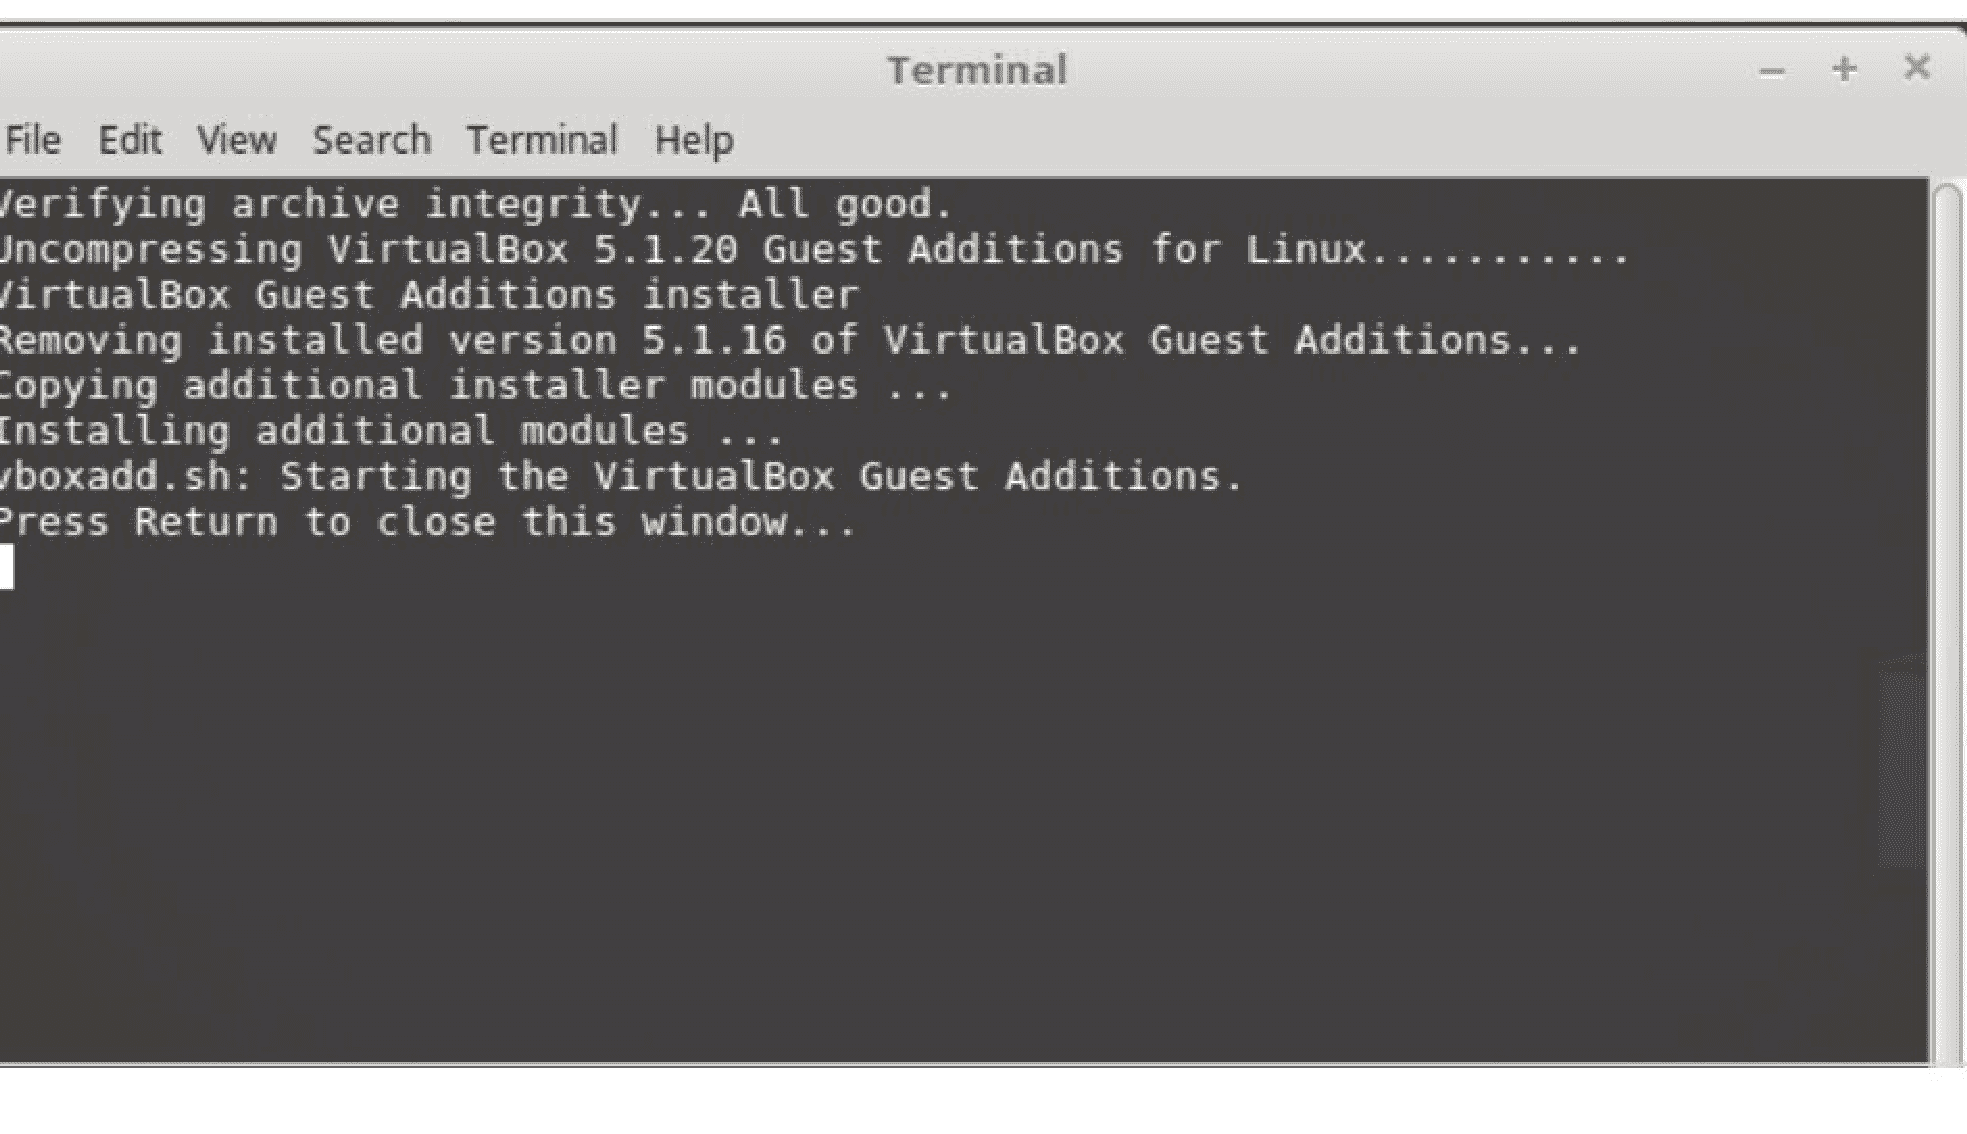 Terminal
File Edit View Search Terminal Help
Verifying archive integrity... All good.
Uncompressing VirtualBox 5.1.20 Guest Additions for Linux...........
VirtualBox Guest Additions installer
Removing installed version 5.1.16 of VirtualBox Guest Additions...
Copying additional installer modules ...
Installing additional modules ...
vboxadd.sh: Starting the VirtualBox Guest Additions.
Press Return to close this window...